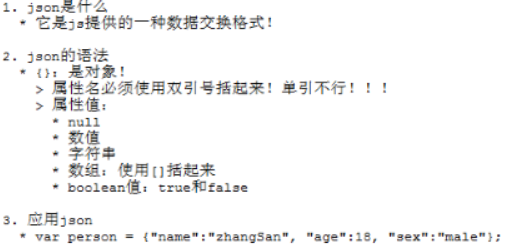 1. json是什么
* 它是js提供的一种数据交换格式！
2. json的语法
* {}：是对象！
> 属性名必须使用双引号括起来！单引不行！！！
> 属性值：
* null
* 数值
* 字符串
* 数组：使用[]括起来
* boolean值：true和false
3. 应用json
* var person = {"name":"zhangSan", "age":18, "sex":"male"};